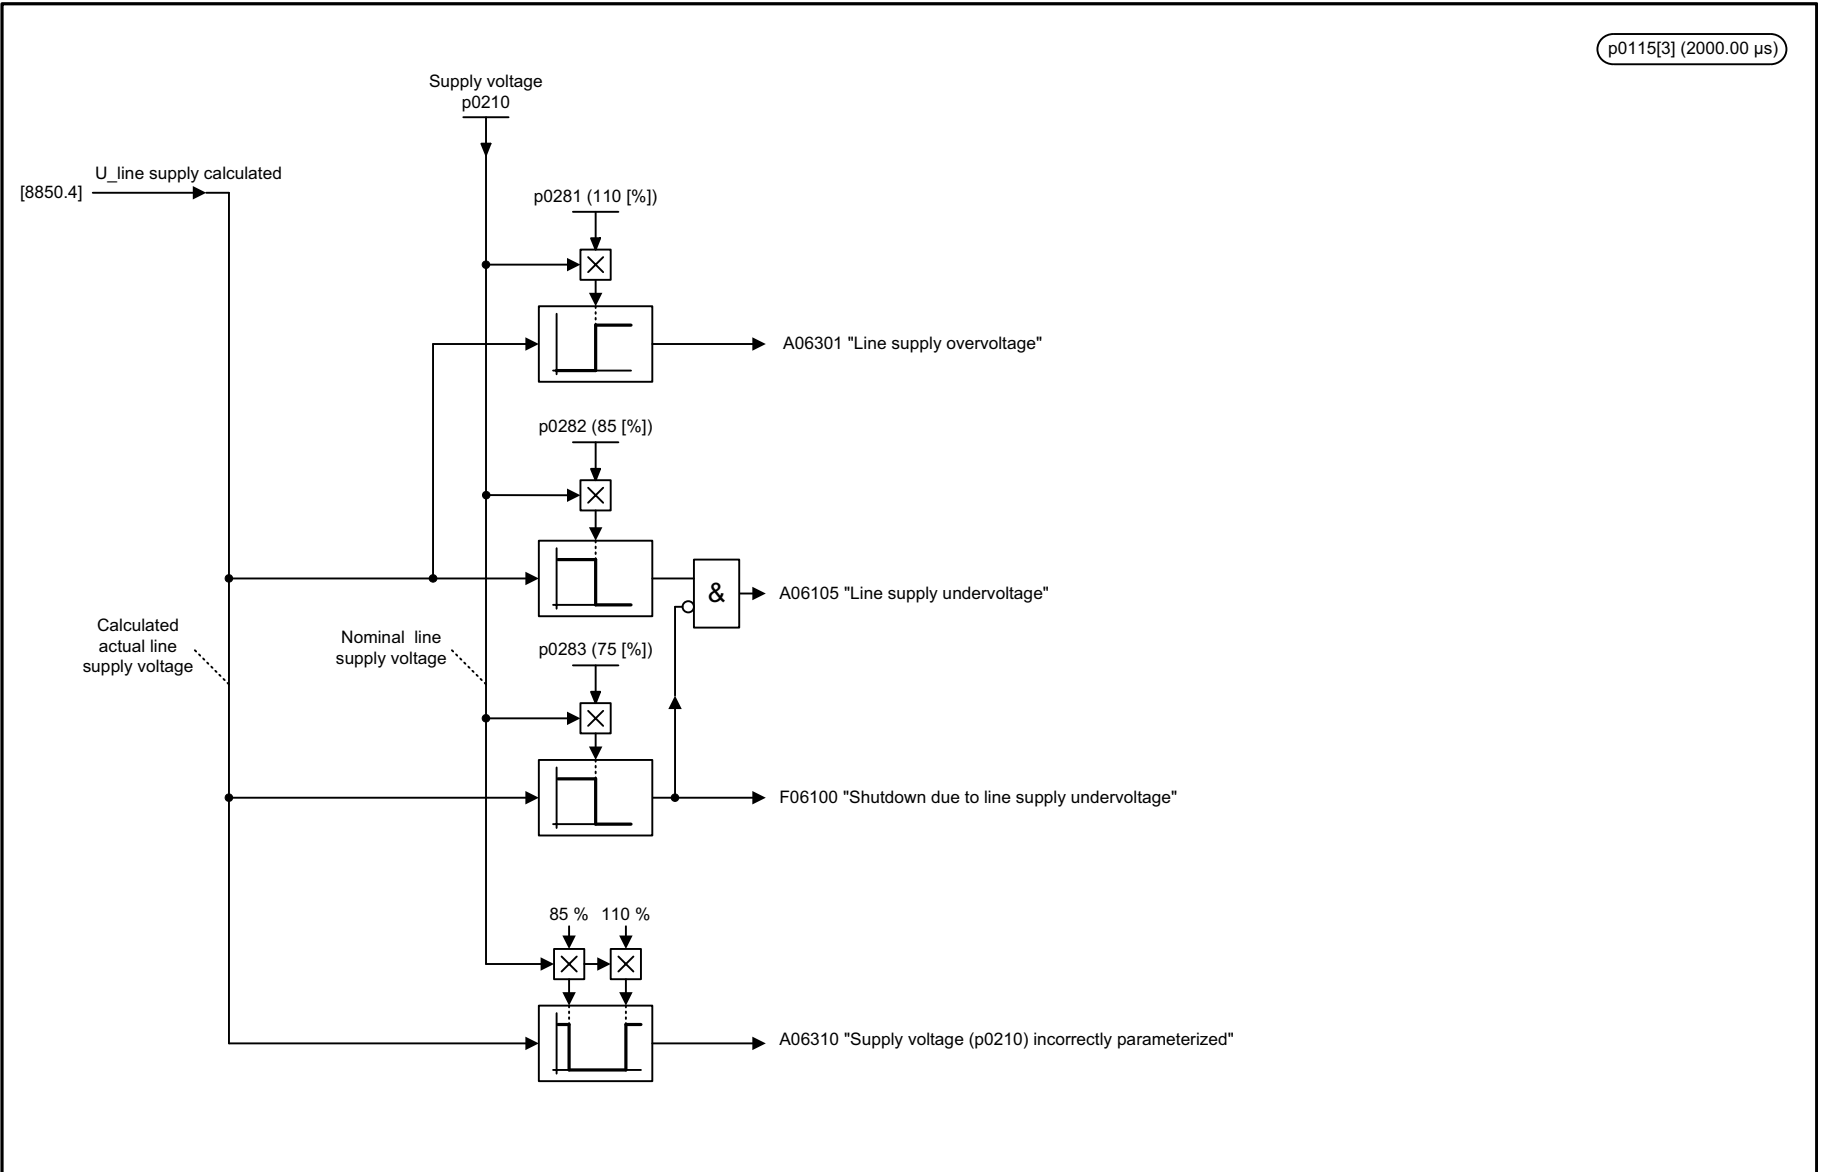 p0115[3] (2000.00 µs)
Supply voltage
p0210
U_line supply calculated
[8850.4]
p0281 (110 [%])
A06301 "Line supply overvoltage"
p0282 (85 [%])
&
A06105 "Line supply undervoltage"
Calculated
actual line
supply voltage
Nominal line
supply voltage
p0283 (75 [%])
F06100 "Shutdown due to line supply undervoltage"
85 % 110 %
A06310 "Supply voltage (p0210) incorrectly parameterized"